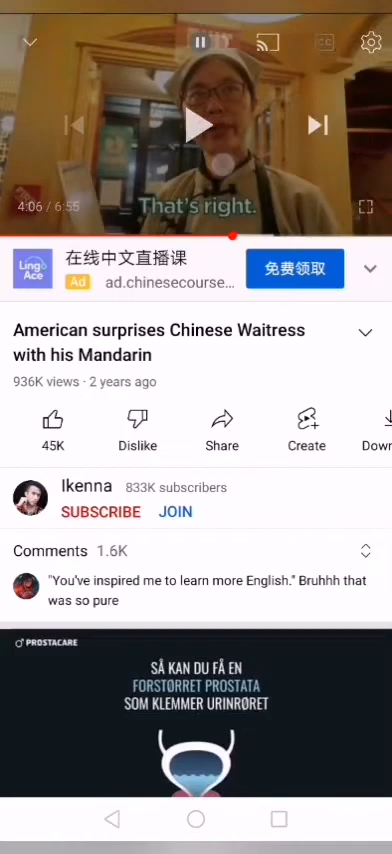 CC
4:06 / 6:55
That's right.
Ling
Ace
在线中文直播课
Ad ad.chinesecourse...
免费领取
American surprises Chinese Waitress
with his Mandarin
936K views · 2 years ago
45K
Dislike
Share
Create
Down
Ikenna 833K subscribers
SUBSCRIBE JOIN
Comments 1.6K
"You've inspired me to learn more English." Bruhhh that
was so pure
PROSTACARE
SÅ KAN DU FÅ EN
FORSTØRRET PROSTATA
SOM KLEMMER URINRØRET